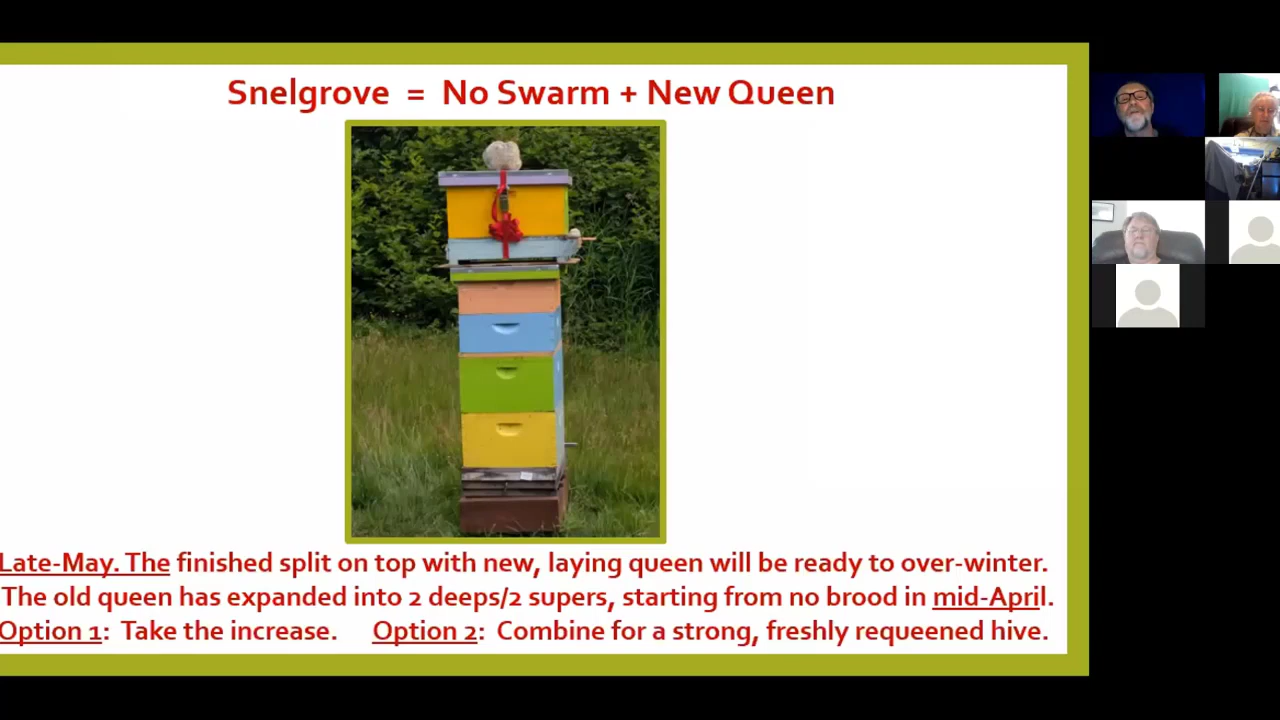 Snelgrove = No Swarm + New Queen
Late-May. The finished split on top with new, laying queen will be ready to over-winter.
The old queen has expanded into 2 deeps/2 supers, starting from no brood in mid-April.
Option 1: Take the increase. Option 2: Combine for a strong, freshly requeened hive.